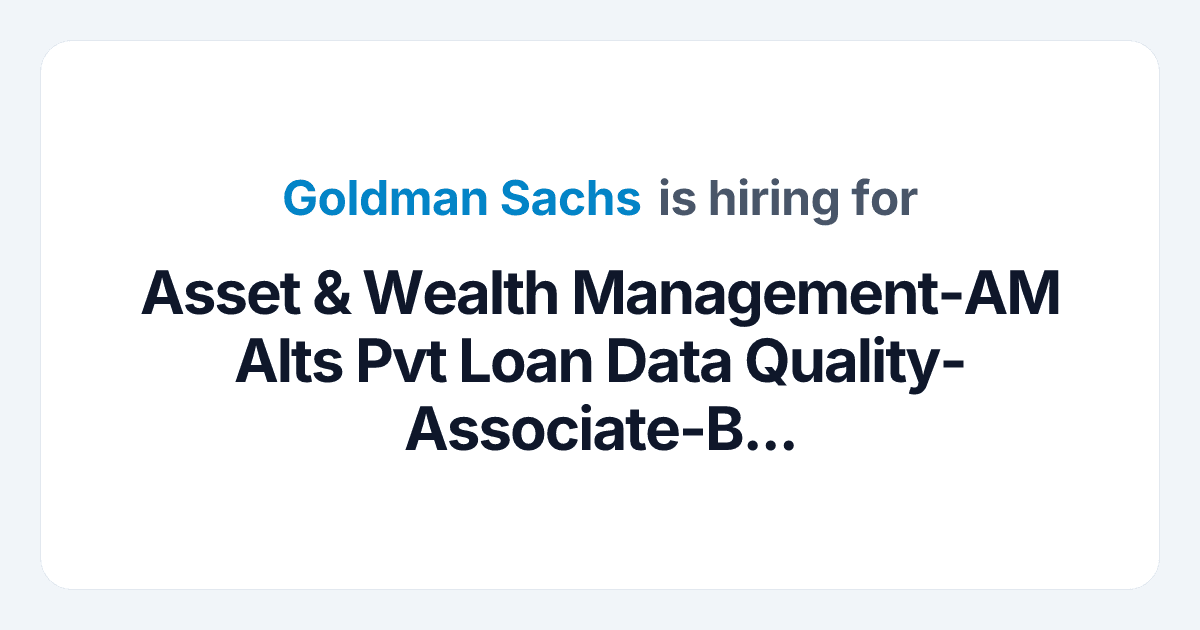 Goldman Sachs is hiring for
Asset & Wealth Management-AM
Alts Pvt Loan Data Quality-
Associate-B...